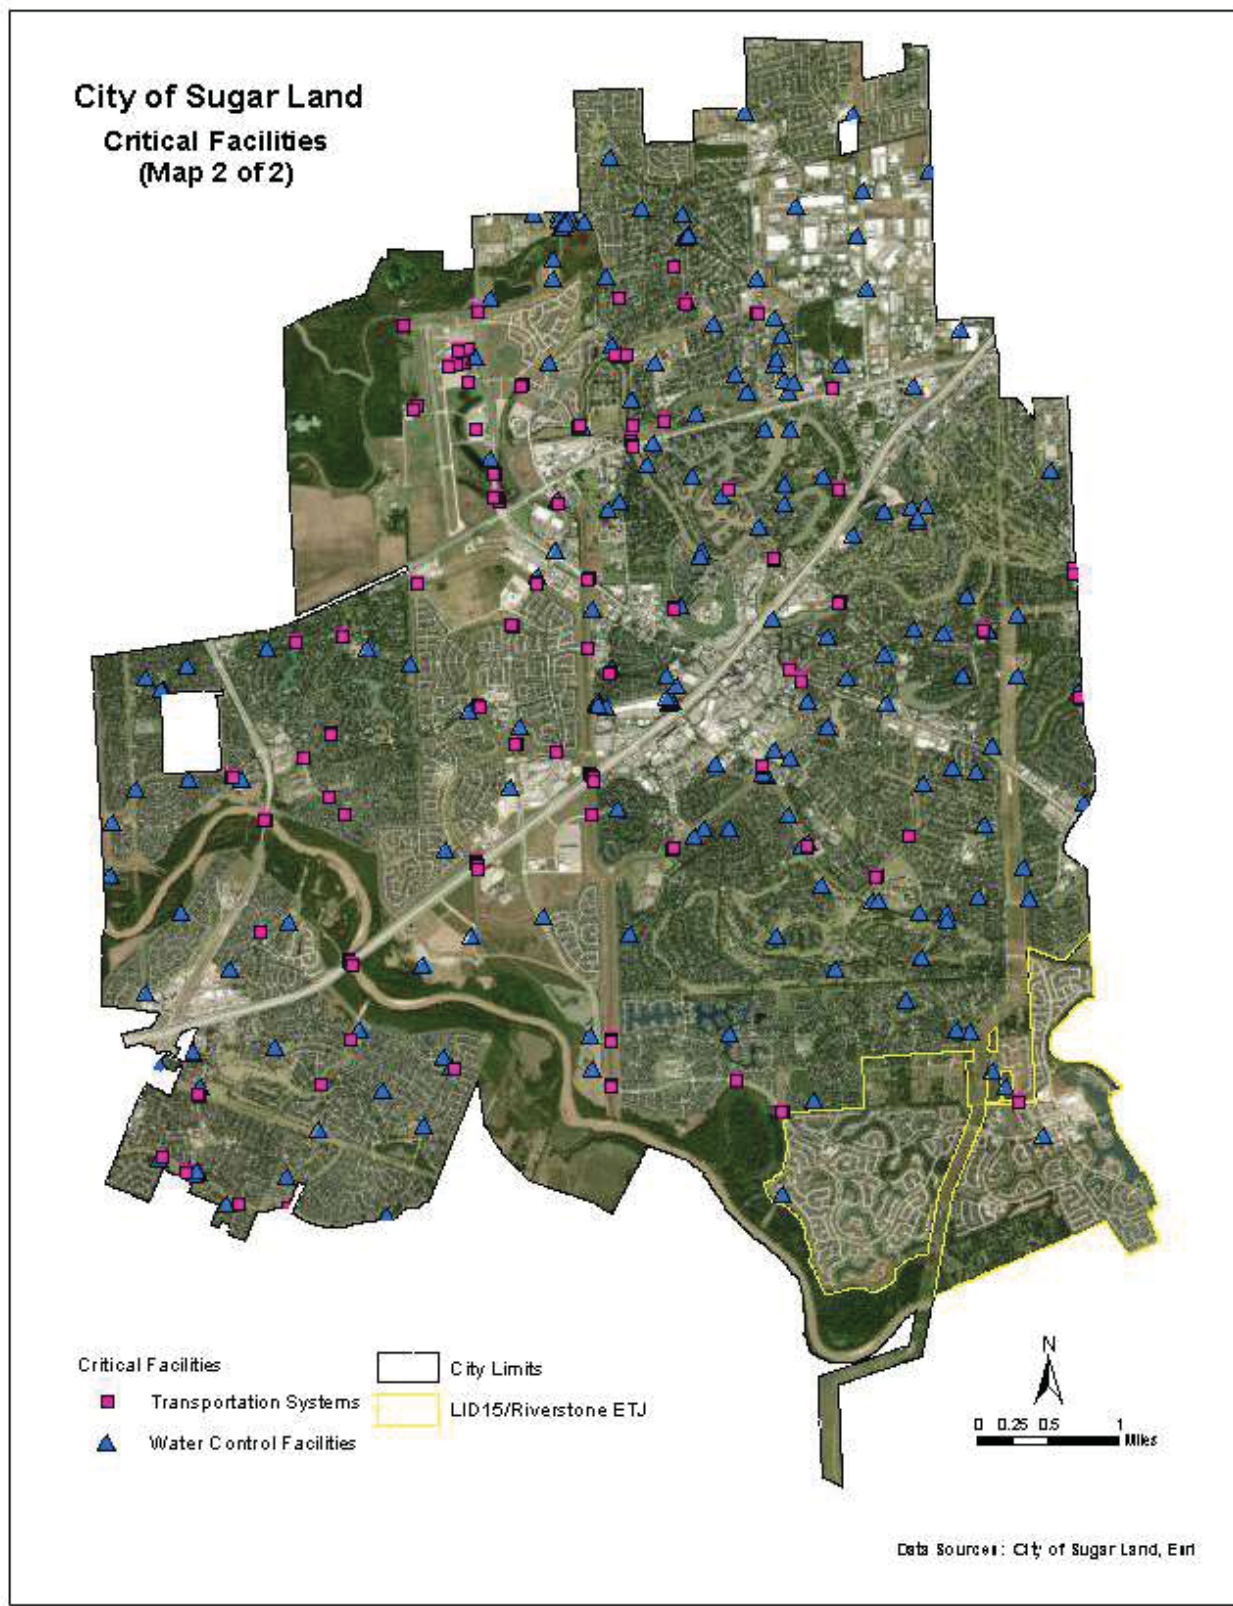 City of Sugar Land
Critical Facilities
(Map 2 of 2)
Critical Facilities
Transportation Systems
Water Control Facilities
City Limits
LID15/Riverstone ETJ
N
0 0.25 0.5 1
Miles
Data Sources: City of Sugar Land, Esri